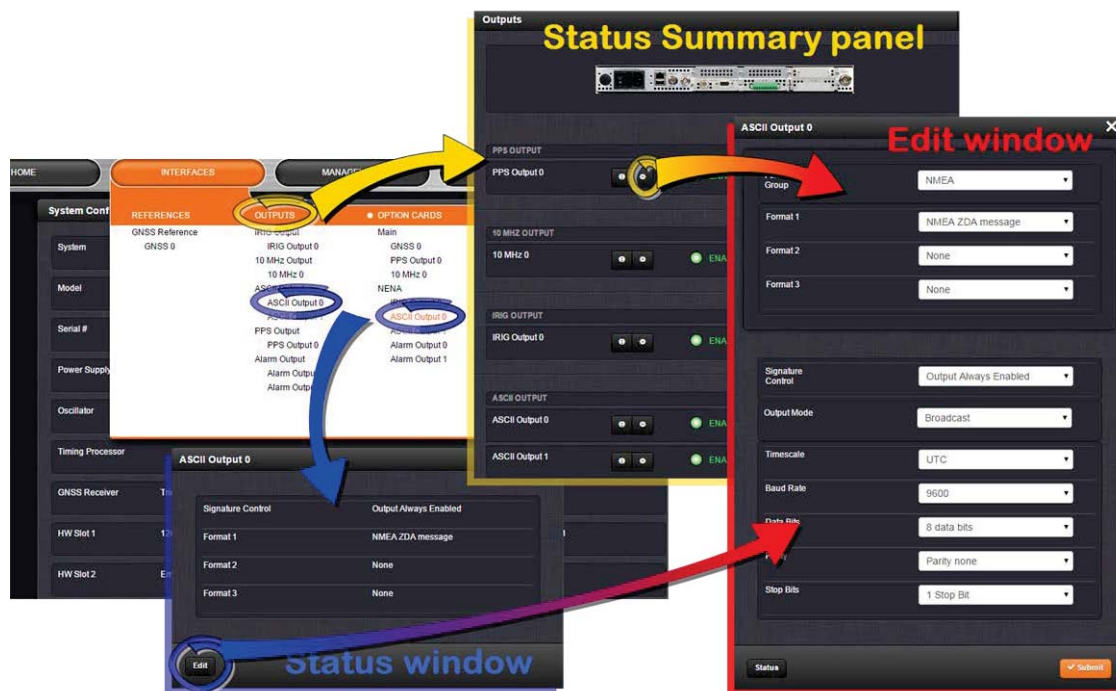 Outputs
Status Summary panel
PPS OUTPUT
PPS Output 0
10 MHZ OUTPUT
10 MHz 0
IRIG OUTPUT
IRIG Output 0
ASCII OUTPUT
ASCII Output 0
ASCII Output 1
HOME
INTERFACES
REFERENCES
GNSS Reference
GNSS 0
OUTPUTS
IRIG Output
IRIG Output 0
10 MHz Output
10 MHz 0
ASCII Output 0
PPS Output
PPS Output 0
Alarm Output
OPTION CARDS
Main
GNSS 0
PPS Output 0
10 MHz 0
NENA
ASCII Output 0
Alarm Output 0
Alarm Output 1
System
Model
Serial #
Power Supply
Oscillator
Timing Processor
GNSS Receiver
HW Slot 1
HW Slot 2
ASCII Output 0
Signature Control Output Always Enabled
Format 1 NMEA ZDA message
Format 2 None
Format 3 None
Edit
Status window
ASCII Output 0
Edit window
Group NMEA
Format 1 NMEA ZDA message
Format 2 None
Format 3 None
Signature Control Output Always Enabled
Output Mode Broadcast
Timescale UTC
Baud Rate 9600
Data Bits 8 data bits
Parity none
Stop Bits 1 Stop Bit
Status
Submit